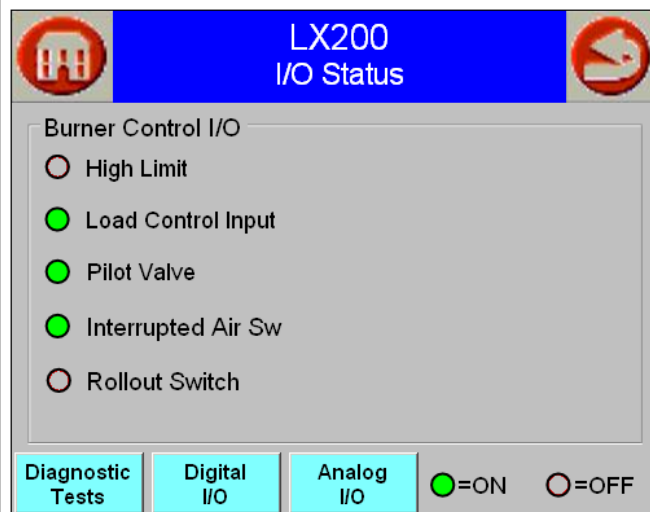 LX200
I/O Status
Burner Control I/O
High Limit
Load Control Input
Pilot Valve
Interrupted Air Sw
Rollout Switch
Diagnostic
Tests
Digital
I/O
Analog
I/O
=ON
=OFF